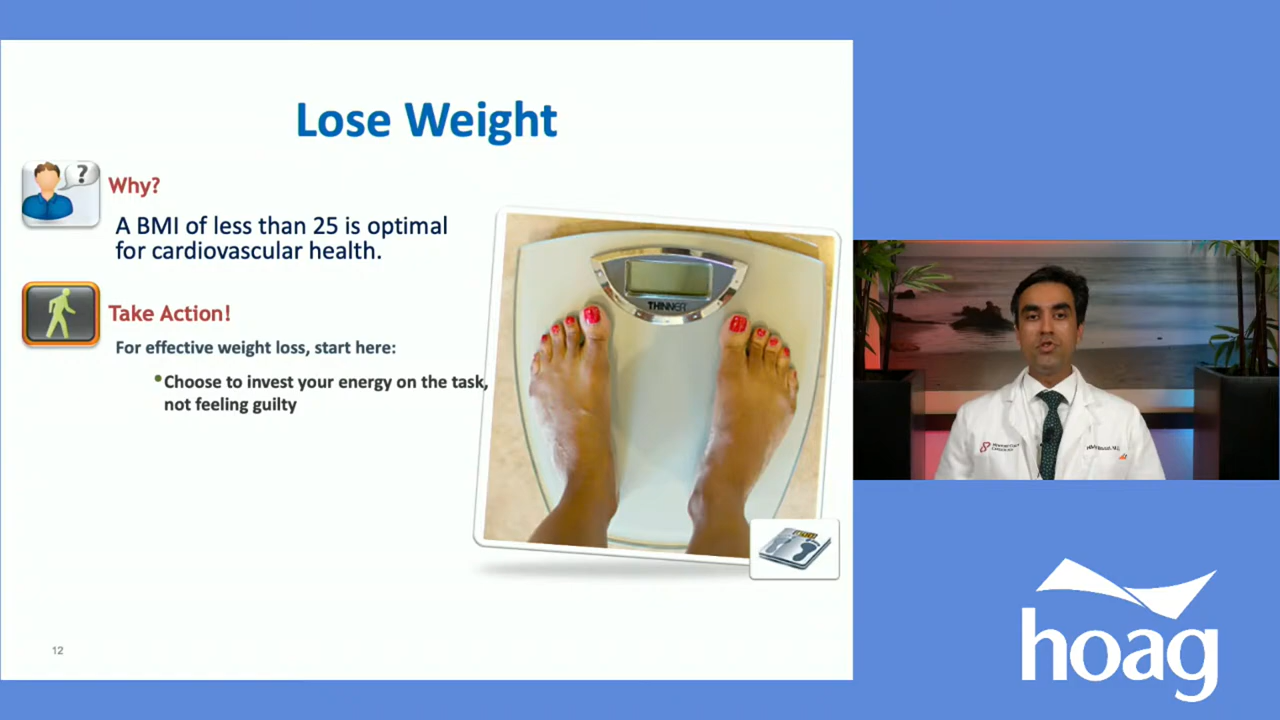 Lose Weight
?
Why?
A BMI of less than 25 is optimal
for cardiovascular health.
Take Action!
For effective weight loss, start here:
•Choose to invest your energy on the task,
not feeling guilty
THINNER
12
hoag